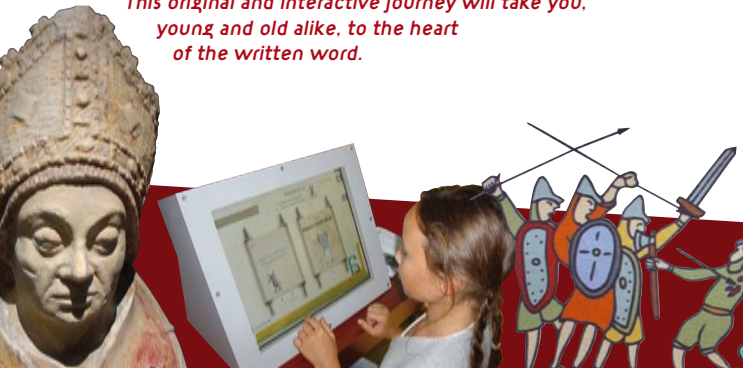 This original and interactive journey will take you,
young and old alike, to the heart
of the written word.